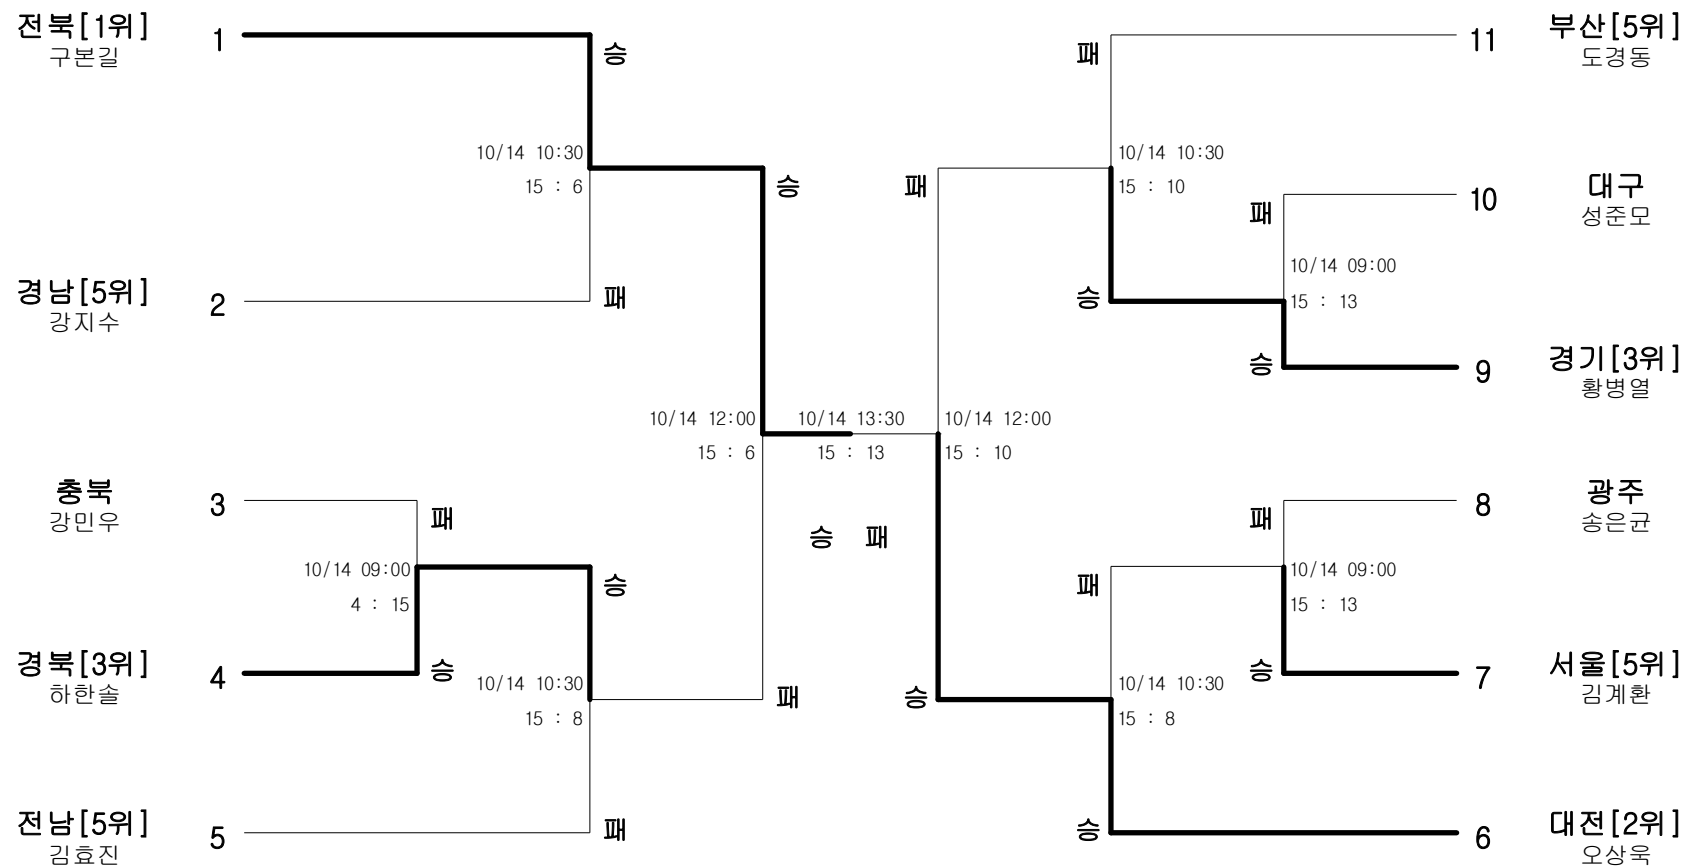 전북[1위]
구본길
1
승
10/14 10:30
15 : 6
승
경남[5위]
강지수
2
패
10/14 12:00
15 : 6
충북
강민우
3
패
10/14 09:00
4 : 15
승
경북[3위]
하한솔
4
승
10/14 10:30
15 : 8
패
전남[5위]
김효진
5
패
10/14 13:30
15 : 13
승 패
패
11
부산[5위]
도경동
패
10/14 10:30
15 : 10
패
10
대구
성준모
10/14 09:00
15 : 13
승
승
9
경기[3위]
황병열
10/14 12:00
15 : 10
패
8
광주
송은균
패
10/14 09:00
15 : 13
승
7
서울[5위]
김계환
승
10/14 10:30
15 : 8
승
6
대전[2위]
오상욱